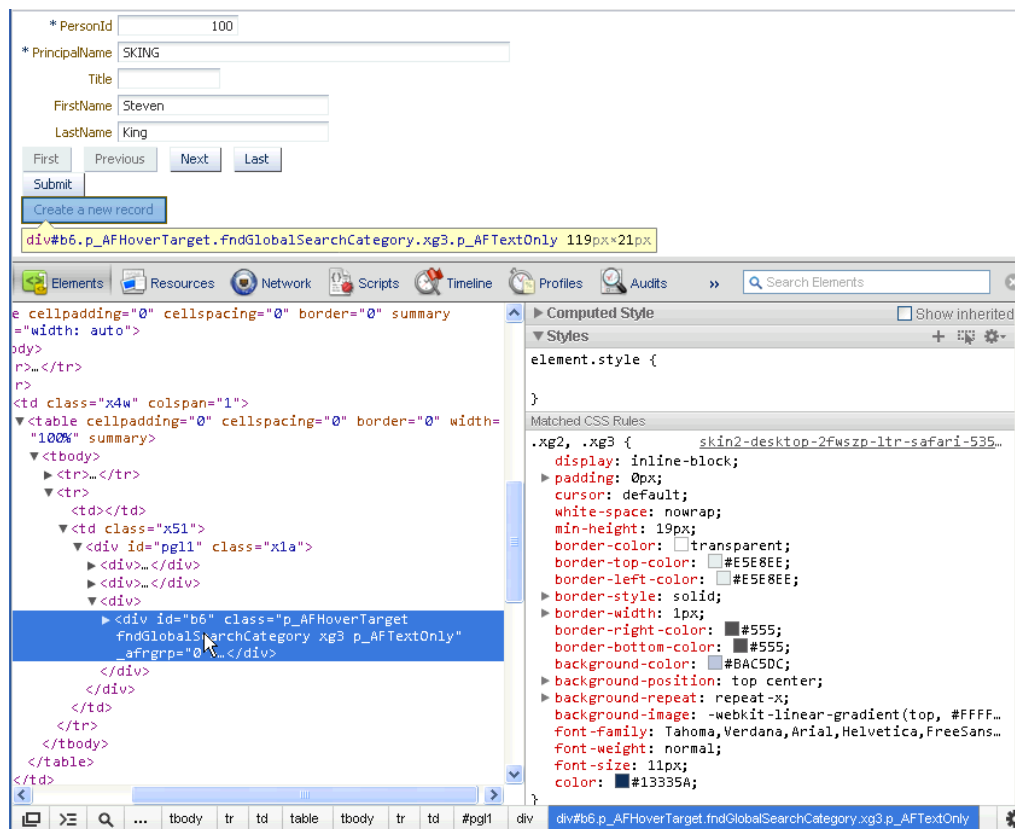 * PersonId 100
* PrincipalName SKING
Title
FirstName Steven
LastName King
First Previous Next Last
Submit
Create a new record
div#b6.p_AFHoverTarget.fndGlobalSearchCategory.xg3.p_AFTextOnly 119px×21px
Elements Resources Network Scripts Timeline Profiles Audits » Search Elements
e cellpadding="0" cellspacing="0" border="0" summary
="width: auto">
ody>
r>…</tr>
r>
<td class="x4w" colspan="1">
▼<table cellpadding="0" cellspacing="0" border="0" width=
"100%" summary>
▼<tbody>
▶<tr>…</tr>
▼<tr>
<td></td>
▼<td class="x51">
▼<div id="pgl1" class="x1a">
▶<div>…</div>
▶<div>…</div>
▼<div>
▶<div id="b6" class="p_AFHoverTarget
fndGlobalSearchCategory xg3 p_AFTextOnly"
_afrgrp="0" …</div>
</div>
</div>
</td>
</tr>
</tbody>
</table>
</td>
▶Computed Style Show inherited
▼Styles
element.style {
}
Matched CSS Rules
.xg2, .xg3 { skin2-desktop-2fwszp-ltr-safari-535…
display: inline-block;
▶padding: 0px;
cursor: default;
white-space: nowrap;
min-height: 19px;
border-color: transparent;
border-top-color: #E5E8EE;
border-left-color: #E5E8EE;
▶border-style: solid;
▶border-width: 1px;
border-right-color: #555;
border-bottom-color: #555;
background-color: #BAC5DC;
▶background-position: top center;
▶background-repeat: repeat-x;
background-image: -webkit-linear-gradient(top, #FFFF…
font-family: Tahoma,Verdana,Arial,Helvetica,FreeSans…
font-weight: normal;
font-size: 11px;
color: #13335A;
}
... tbody tr td table tbody tr td #pgl1 div div#b6.p_AFHoverTarget.fndGlobalSearchCategory.xg3.p_AFTextOnly